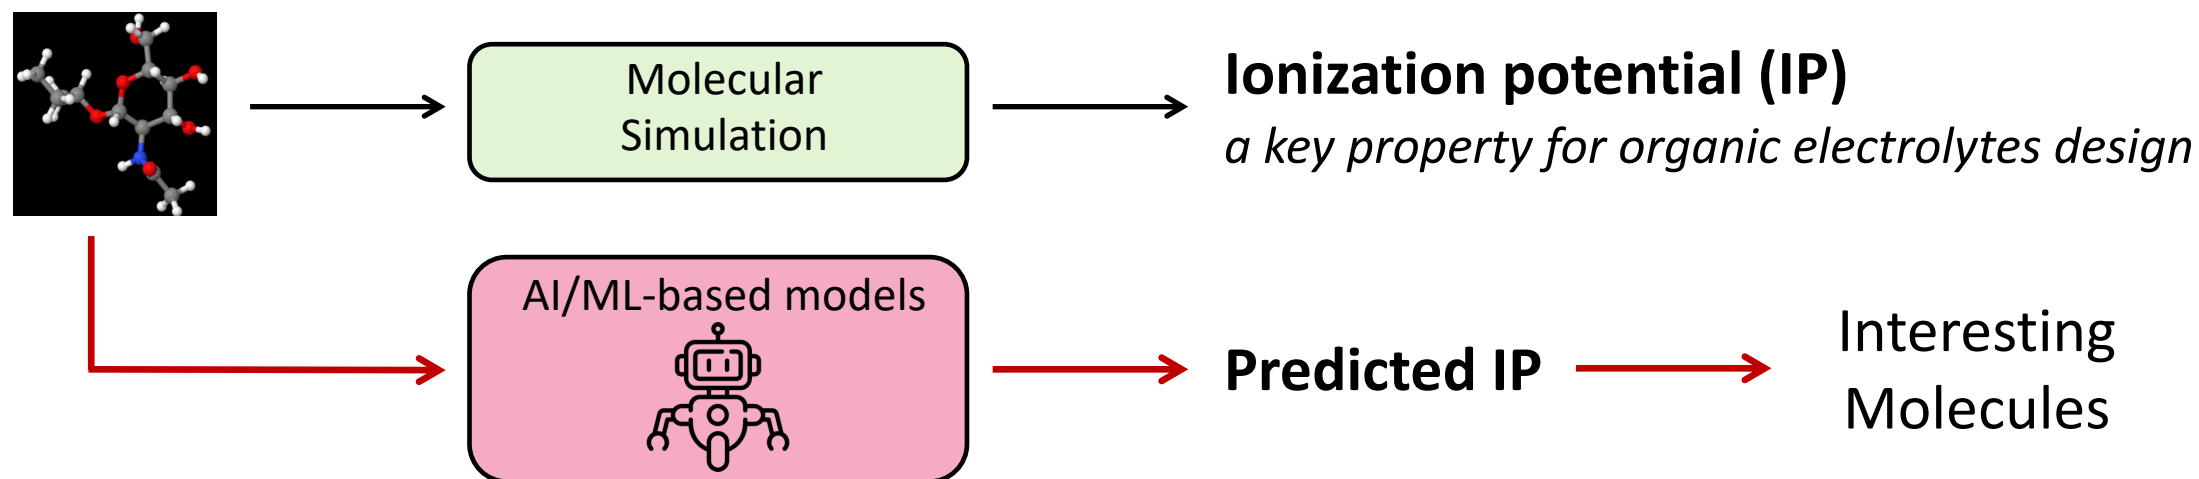 Molecular
Simulation
Ionization potential (IP)
a key property for organic electrolytes design
AI/ML-based models
Predicted IP
Interesting
Molecules